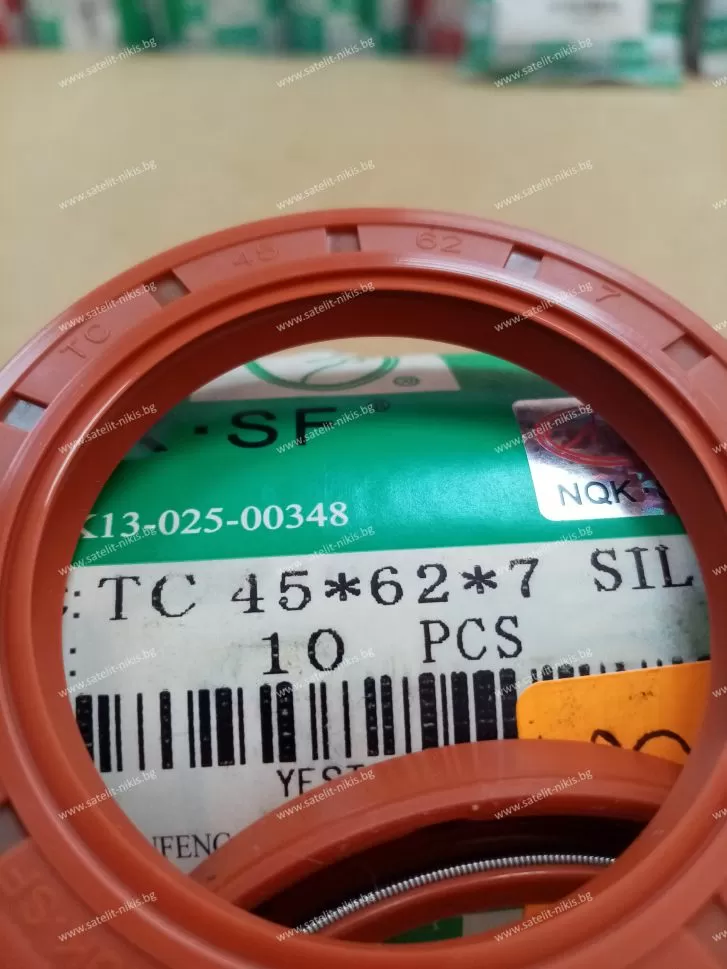 www.satelit-nikis.bg
TC 45 62 7
®
·SF®
NQK
K13-025-00348
: TC 45*62*7 SIL
: 10 PCS